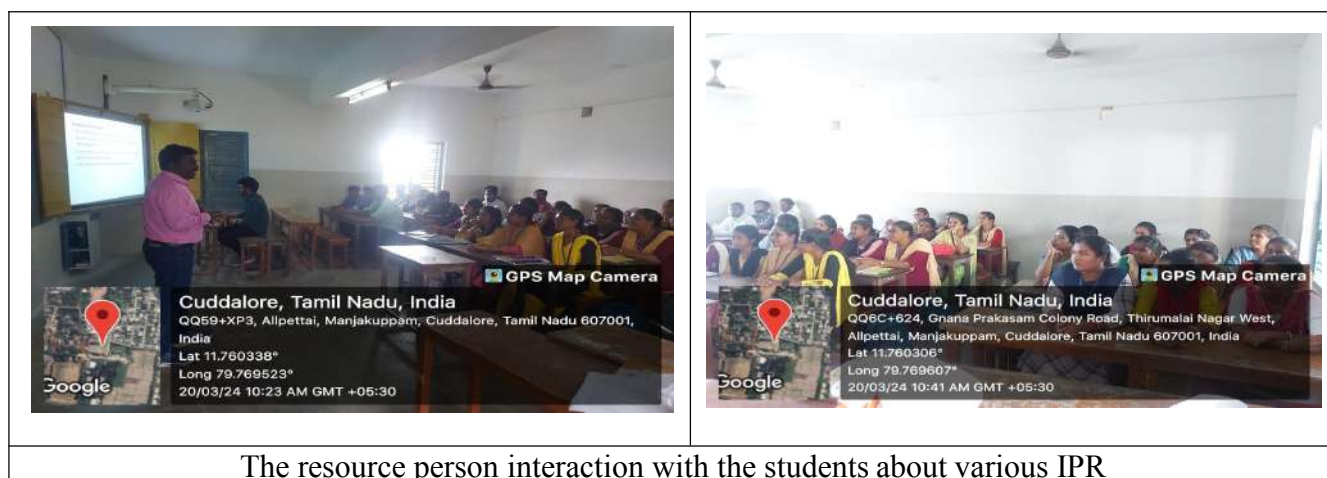 GPS Map Camera
Cuddalore, Tamil Nadu, India
QQ59+XP3, Allpettai, Manjakuppam, Cuddalore, Tamil Nadu 607001,
India
Lat 11.760338°
Long 79.769523°
20/03/24 10:23 AM GMT +05:30
Google
GPS Map Camera
Cuddalore, Tamil Nadu, India
QQ6C+624, Gnana Prakasam Colony Road, Thirumalai Nagar West,
Allpettai, Manjakuppam, Cuddalore, Tamil Nadu 607001, India
Lat 11.760306°
Long 79.769607°
20/03/24 10:41 AM GMT +05:30
Google
The resource person interaction with the students about various IPR